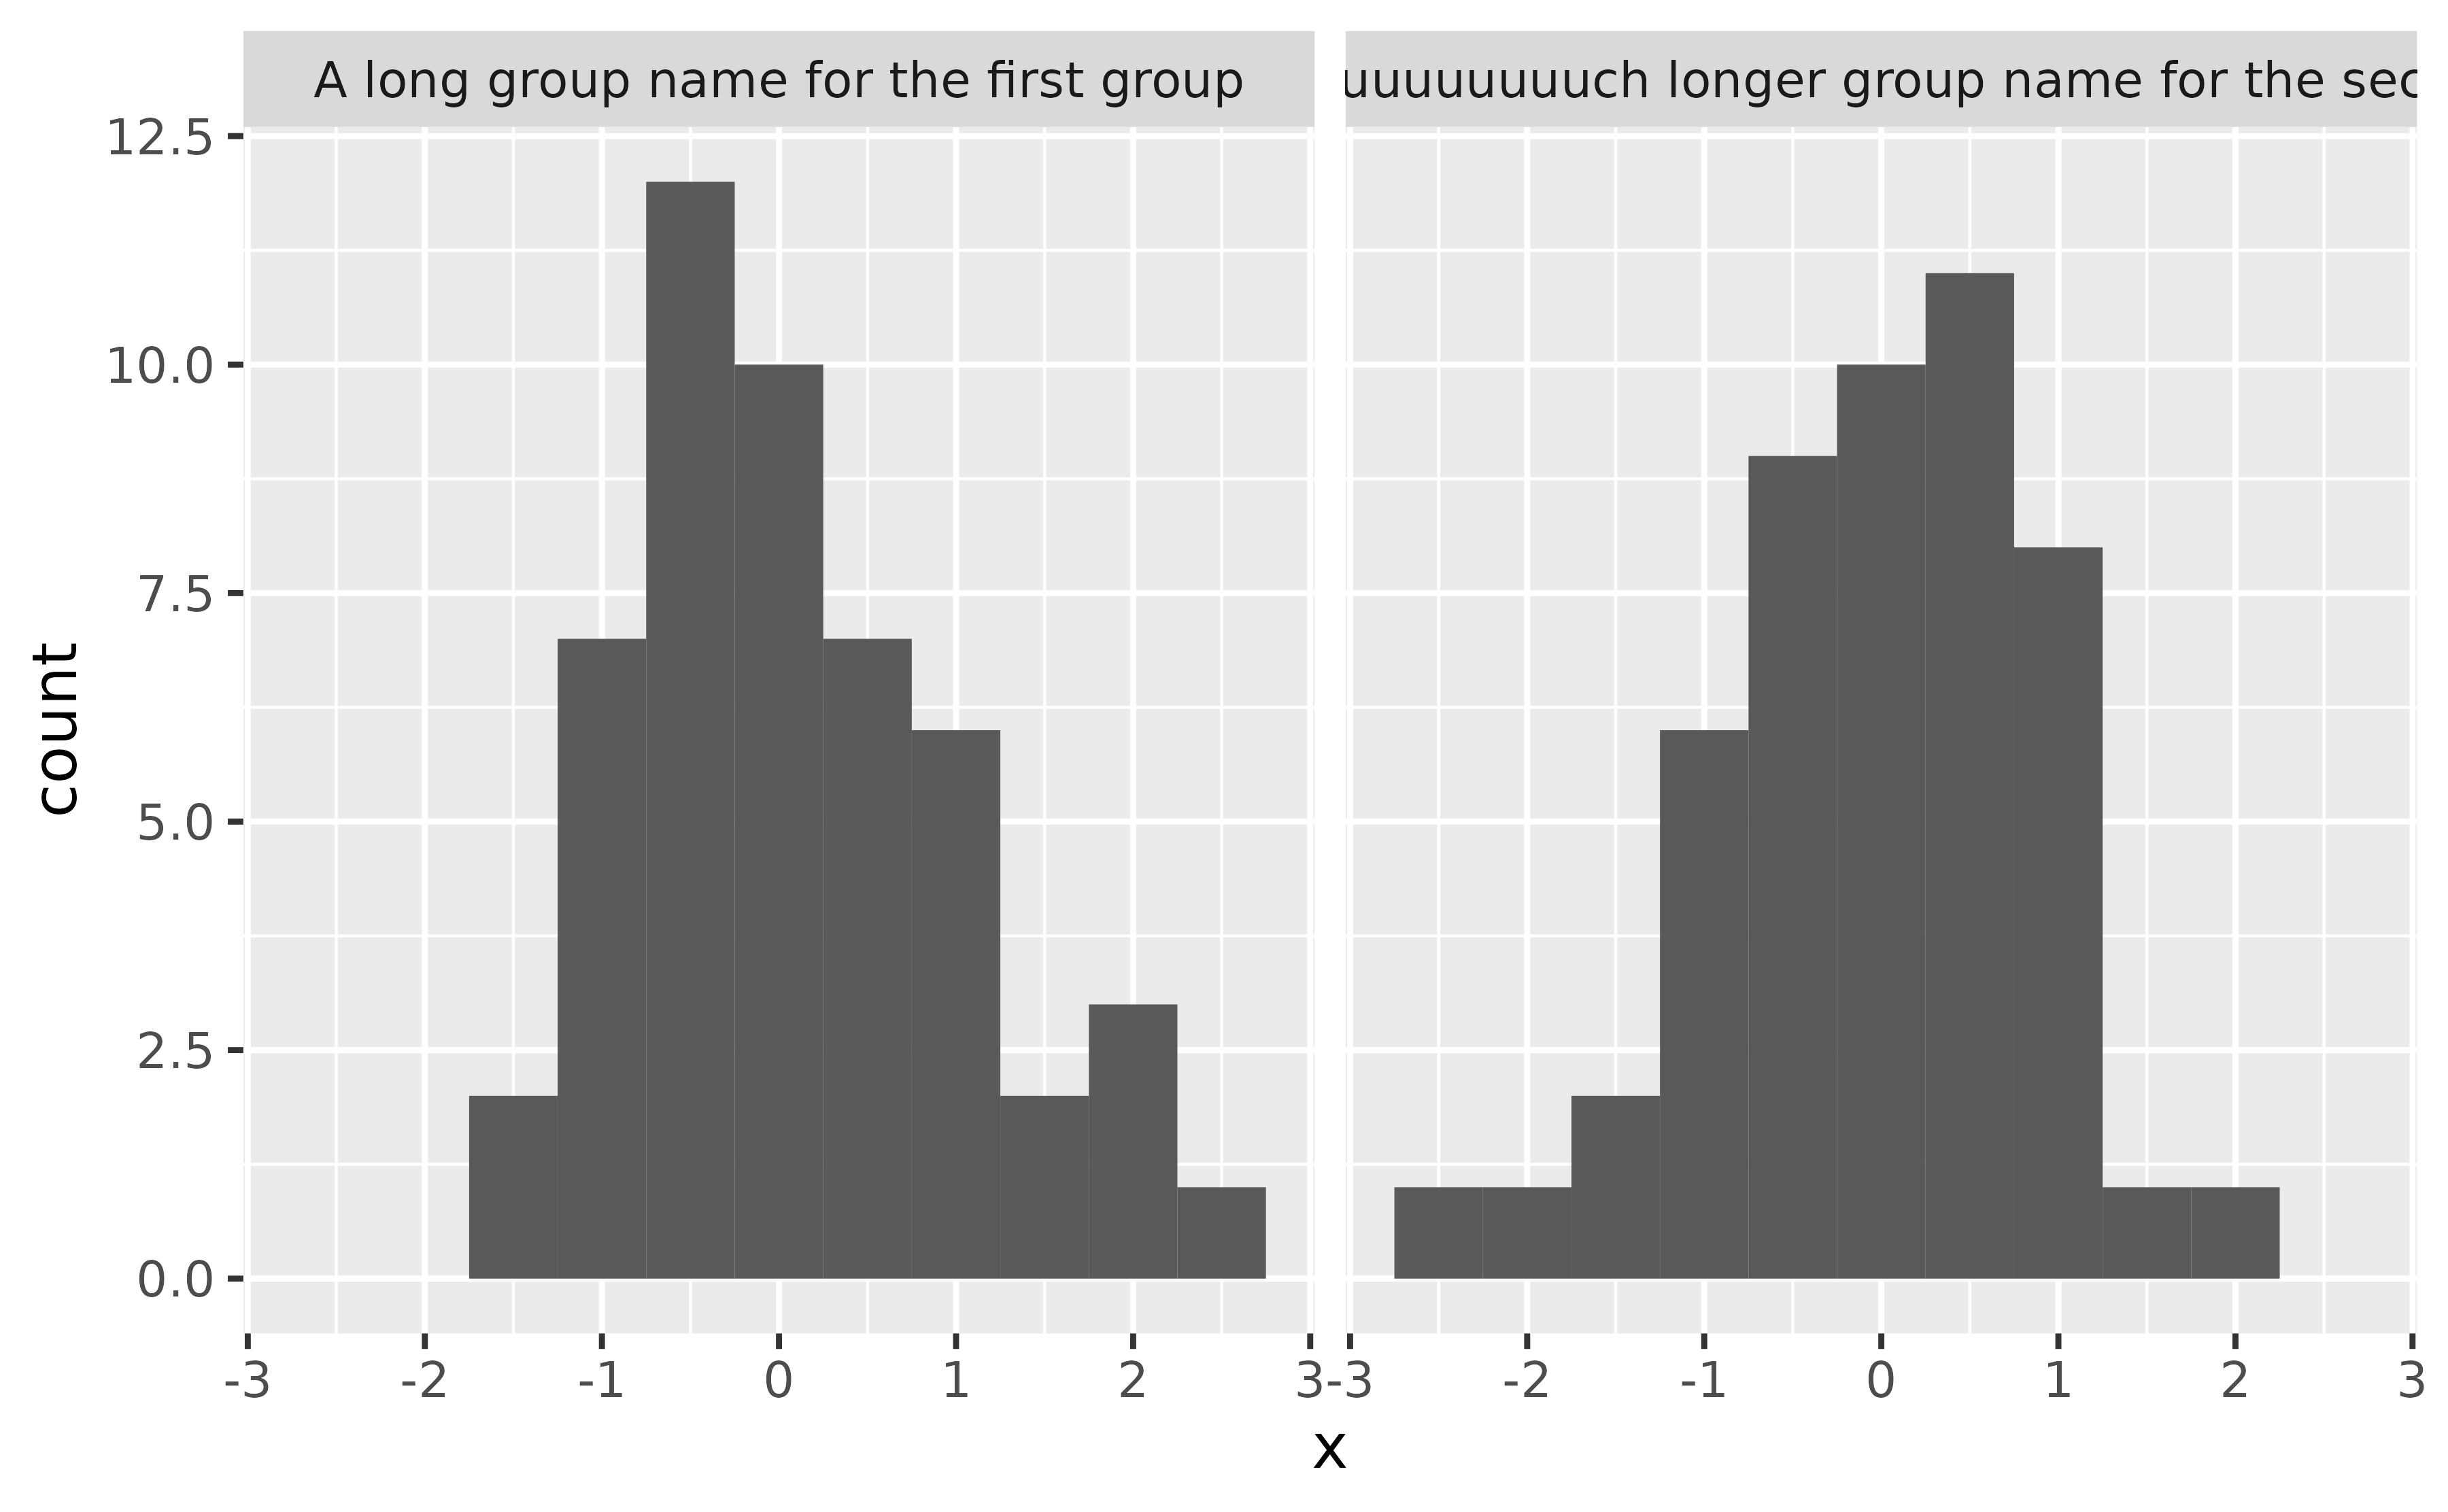 A long group name for the first group
uuuuuuuuuch longer group name for the sec
12.5
10.0
7.5
5.0
2.5
0.0
count
-3 -2 -1 0 1 2 3
-3 -2 -1 0 1 2 3
x